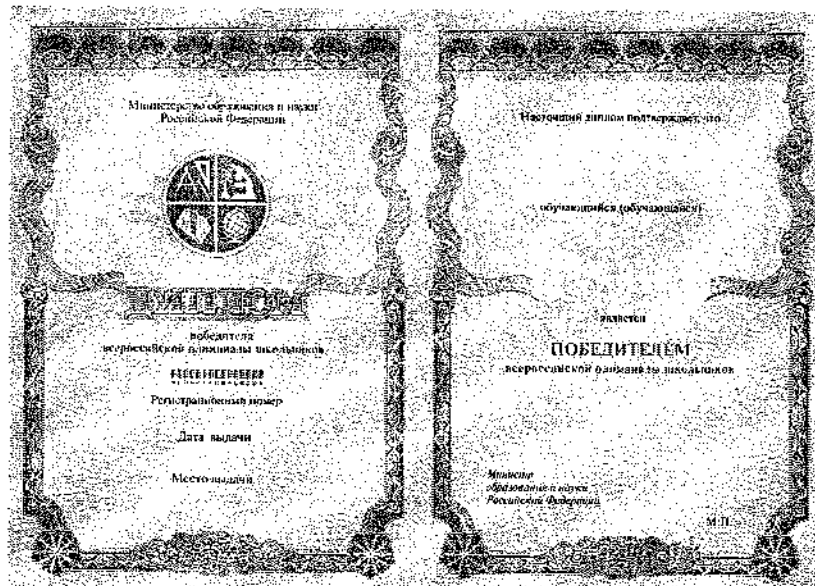 Министерство образования и науки
Российской Федерации
ДИПЛОМ
победителя
всероссийской олимпиады школьников
Регистрационный номер
Дата выдачи
Место выдачи
Настоящий диплом подтверждает, что
обучающийся (обучающаяся)
является
ПОБЕДИТЕЛЕМ
всероссийской олимпиады школьников
Министр
образования и науки
Российской Федерации
М.П.